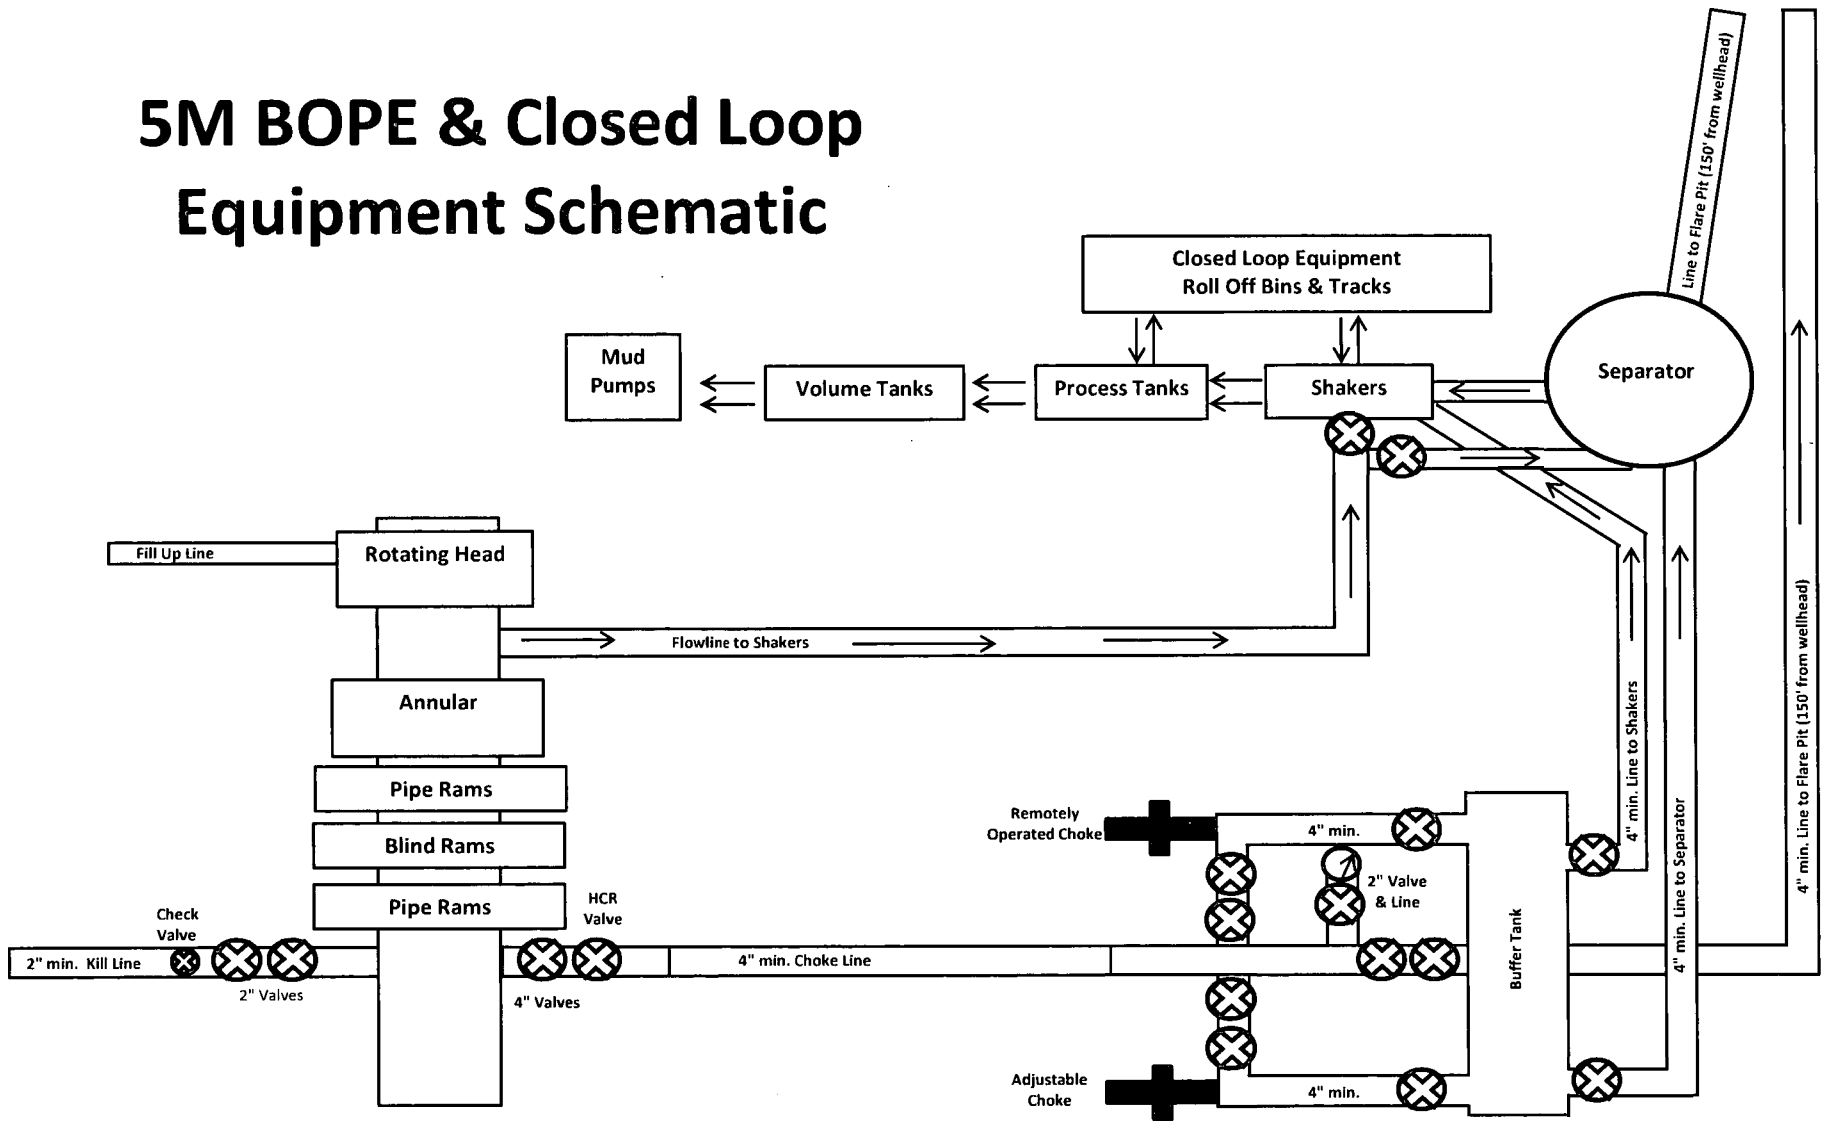 5M BOPE & Closed Loop
Equipment Schematic
Line to Flare Pit (150' from wellhead)
Closed Loop Equipment
Roll Off Bins & Tracks
Mud
Pumps
Volume Tanks
Process Tanks
Shakers
Separator
Fill Up Line
Rotating Head
Flowline to Shakers
Annular
Pipe Rams
Blind Rams
Pipe Rams
Check
Valve
HCR
Valve
2" min. Kill Line
2" Valves
4" Valves
4" min. Choke Line
Remotely
Operated Choke
4" min.
2" Valve
& Line
Adjustable
Choke
4" min.
Buffer Tank
4" min. Line to Shakers
4" min. Line to Separator
4" min. Line to Flare Pit (150' from wellhead)